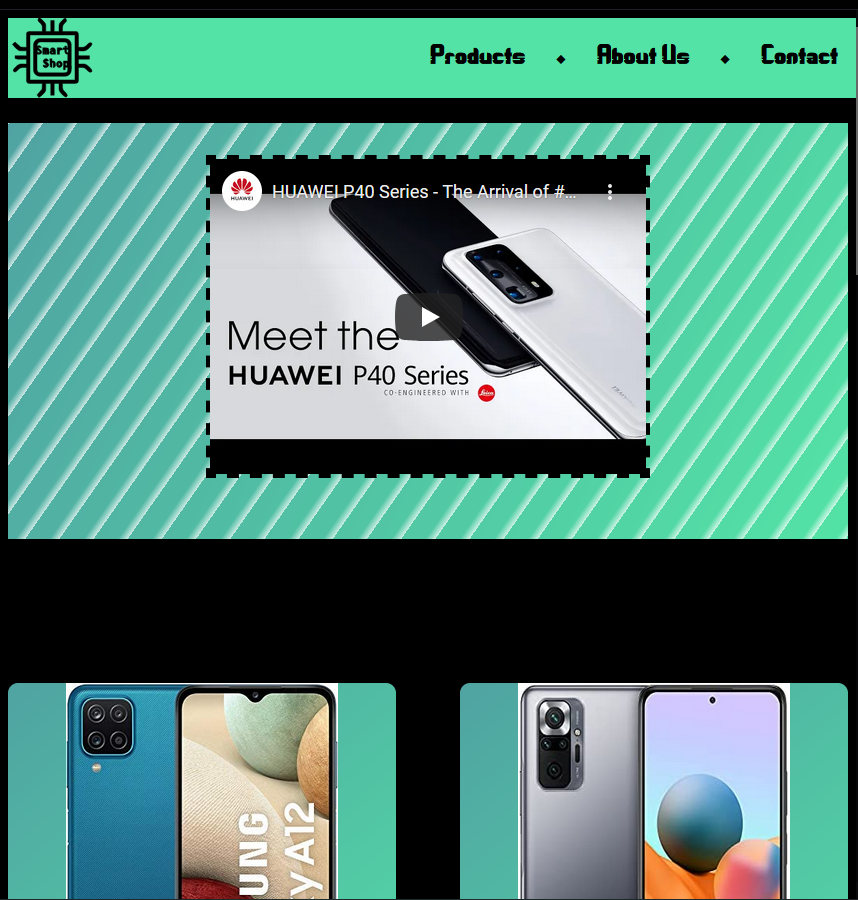 Smart
Shop
Products ◆ About Us ◆ Contact
HUAWEI P40 Series - The Arrival of #...
HUAWEI
Meet the
HUAWEI P40 Series
CO-ENGINEERED WITH
Leica
UNG
y A12